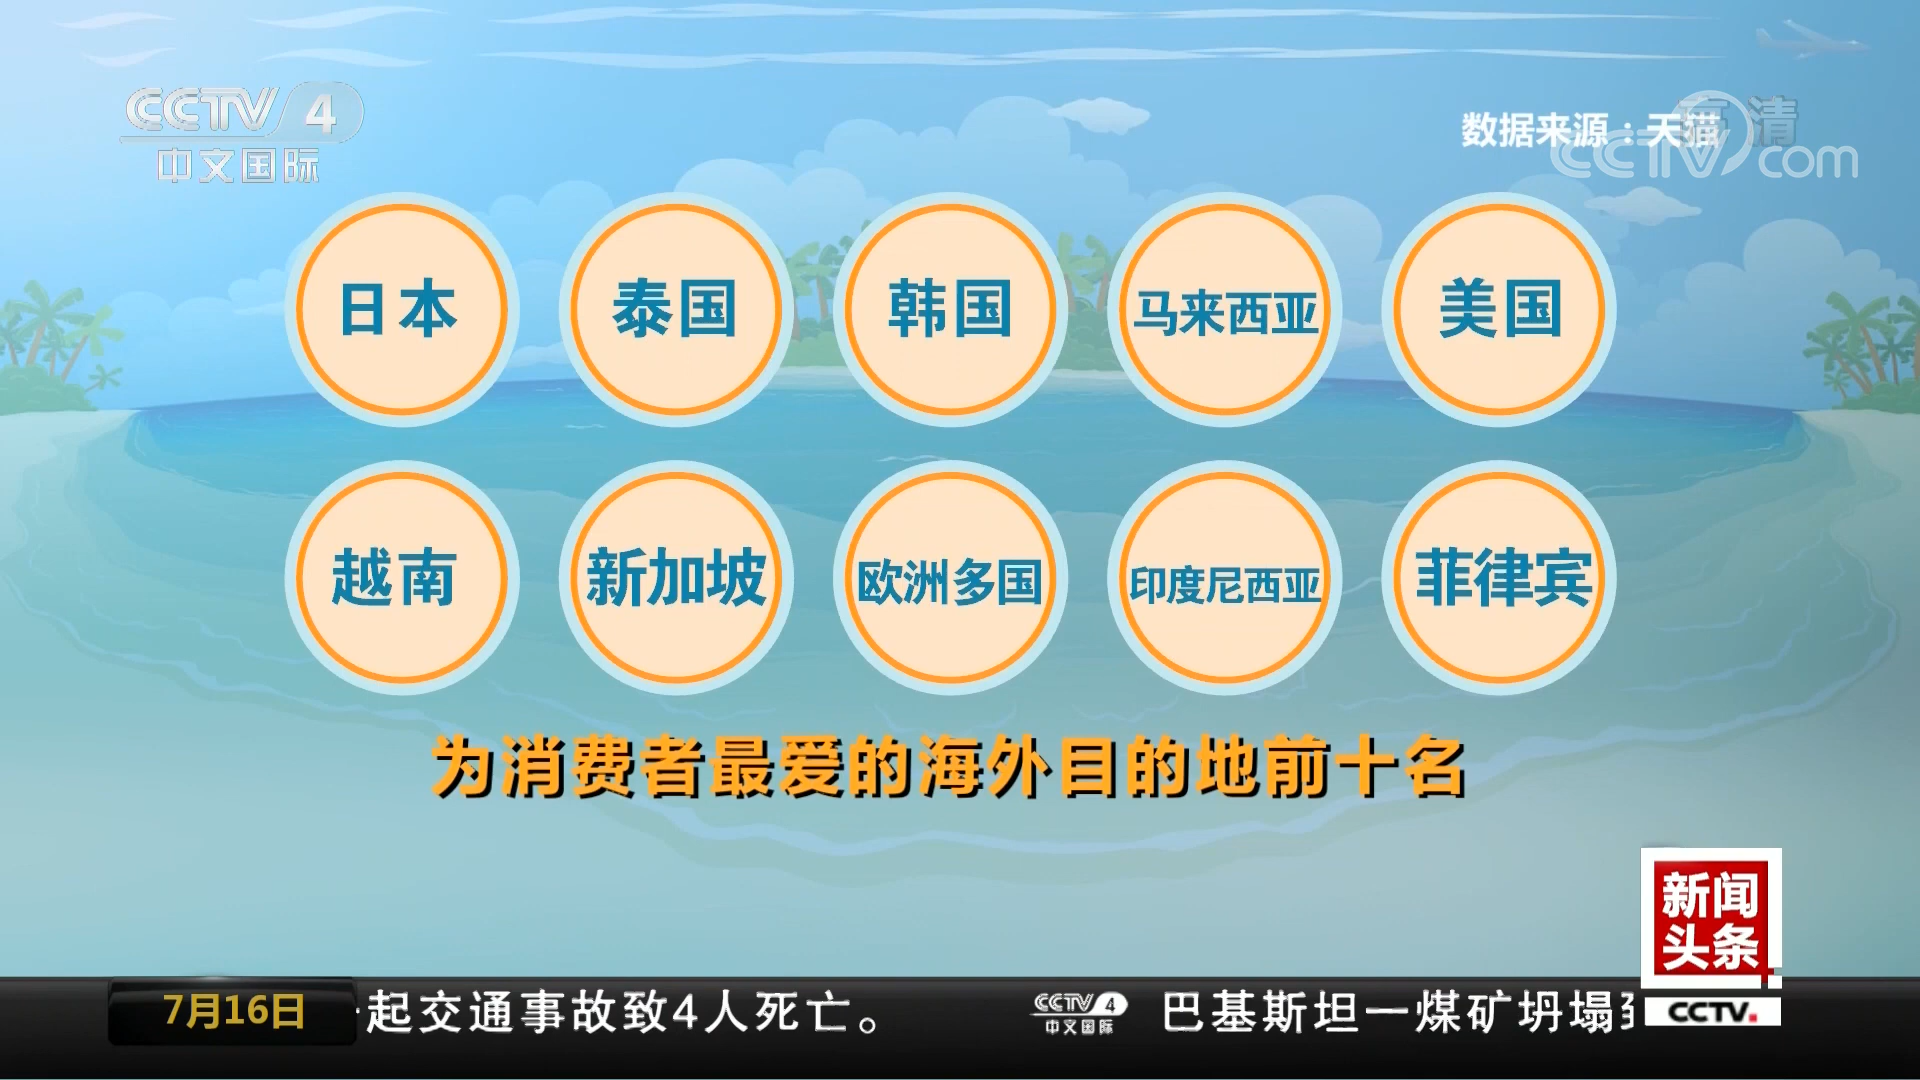 CCTV 4
中文国际
数据来源：天猫
高清
CCTV.com
日本
泰国
韩国
马来西亚
美国
越南
新加坡
欧洲多国
印度尼西亚
菲律宾
为消费者最爱的海外目的地前十名
新闻
头条
CCTV.
7月16日
起交通事故致4人死亡。
CCTV 4
中文国际
巴基斯坦一煤矿坍塌